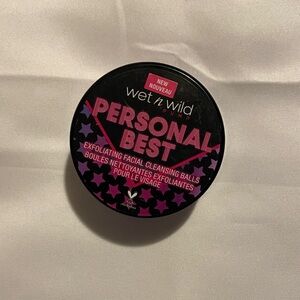 NEW
NOUVEAU
wet n wild
PERSONAL
BEST
EXFOLIATING FACIAL CLEANSING BALLS
BOULES NETTOYANTES EXFOLIANTES
POUR LE VISAGE